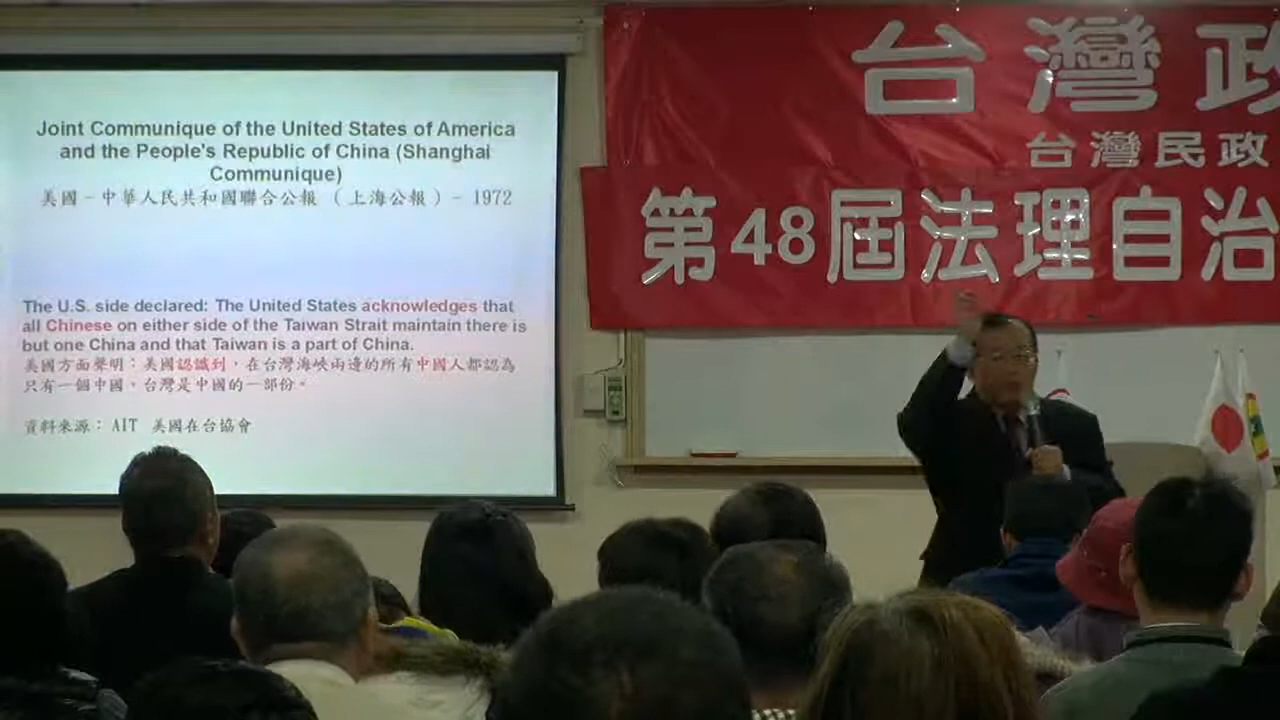 Joint Communique of the United States of America
and the People's Republic of China (Shanghai
Communique)
美國－中華人民共和國聯合公報 （上海公報）－ 1972
The U.S. side declared: The United States acknowledges that
all Chinese on either side of the Taiwan Strait maintain there is
but one China and that Taiwan is a part of China.
美國方面聲明：美國認識到，在台灣海峽兩邊的所有中國人都認為
只有一個中國，台灣是中國的一部份。
資料來源： AIT 美國在台協會
台灣政
台灣民政
第48屆法理自治